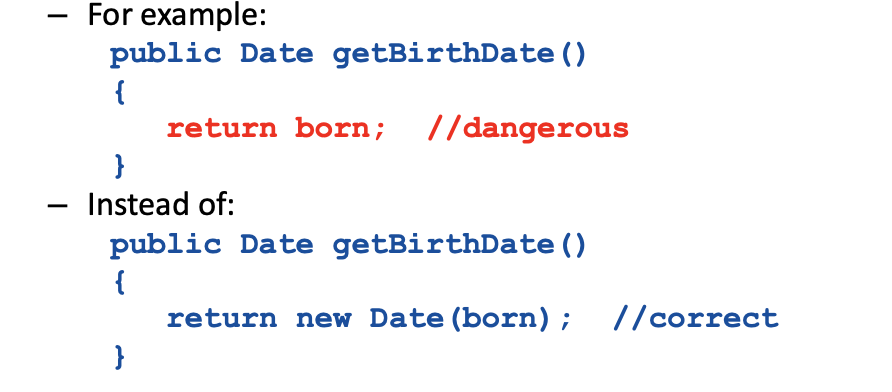 – For example:
public Date getBirthDate()
{
return born;  //dangerous
}
– Instead of:
public Date getBirthDate()
{
return new Date(born);  //correct
}